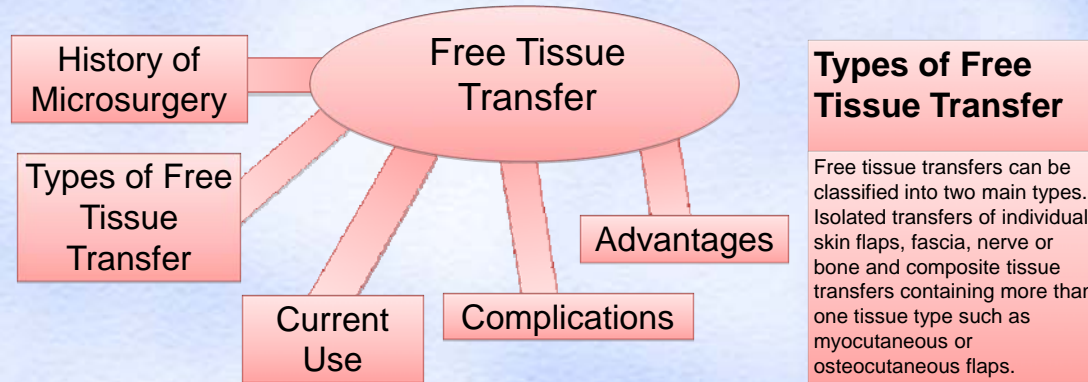 Free Tissue
Transfer
History of
Microsurgery
Types of Free
Tissue
Transfer
Current
Use
Complications
Advantages
Types of Free
Tissue Transfer
Free tissue transfers can be
classified into two main types.
Isolated transfers of individual
skin flaps, fascia, nerve or
bone and composite tissue
transfers containing more than
one tissue type such as
myocutaneous or
osteocutaneous flaps.